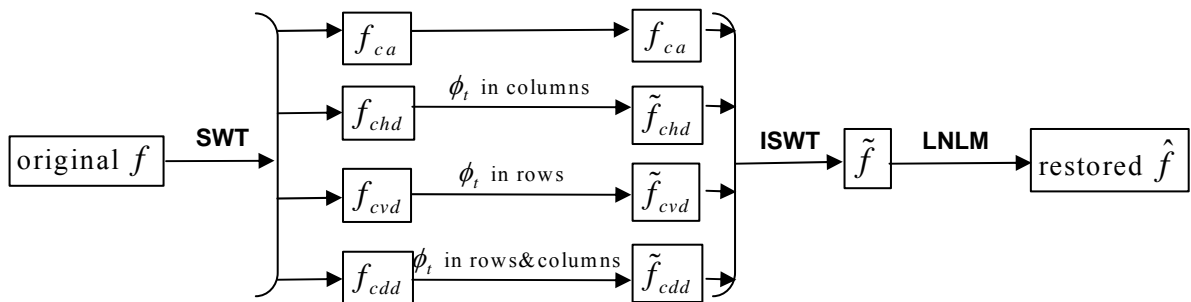 original f
SWT
f_ca
f_ca
f_chd
ϕ_t in columns
f̃_chd
f_cvd
ϕ_t in rows
f̃_cvd
f_cdd
ϕ_t in rows&columns
f̃_cdd
ISWT
f̃
LNLM
restored f̂